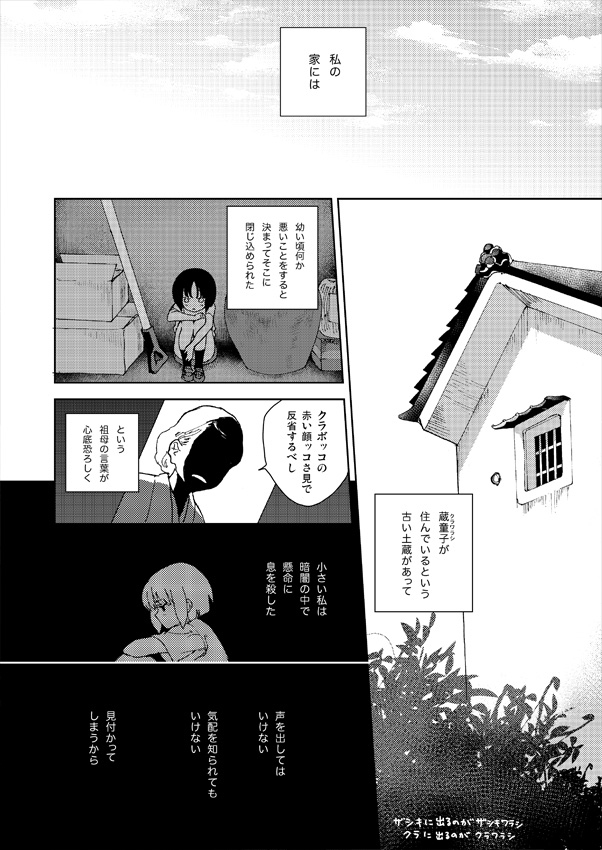 私の
家には
蔵童子が
クラワラシ
住んでいるという
古い土蔵があって
ザシキに出るのがザシキワラシ
クラに出るのがクラワラシ
幼い頃何か
悪いことをすると
決まってそこに
閉じ込められた
クラボッコの
赤い顔ッコさ見で
反省するべし
という
祖母の言葉が
心底恐ろしく
小さい私は
暗闇の中で
懸命に
息を殺した
声を出しては
いけない
気配を知られても
いけない
見付かって
しまうから